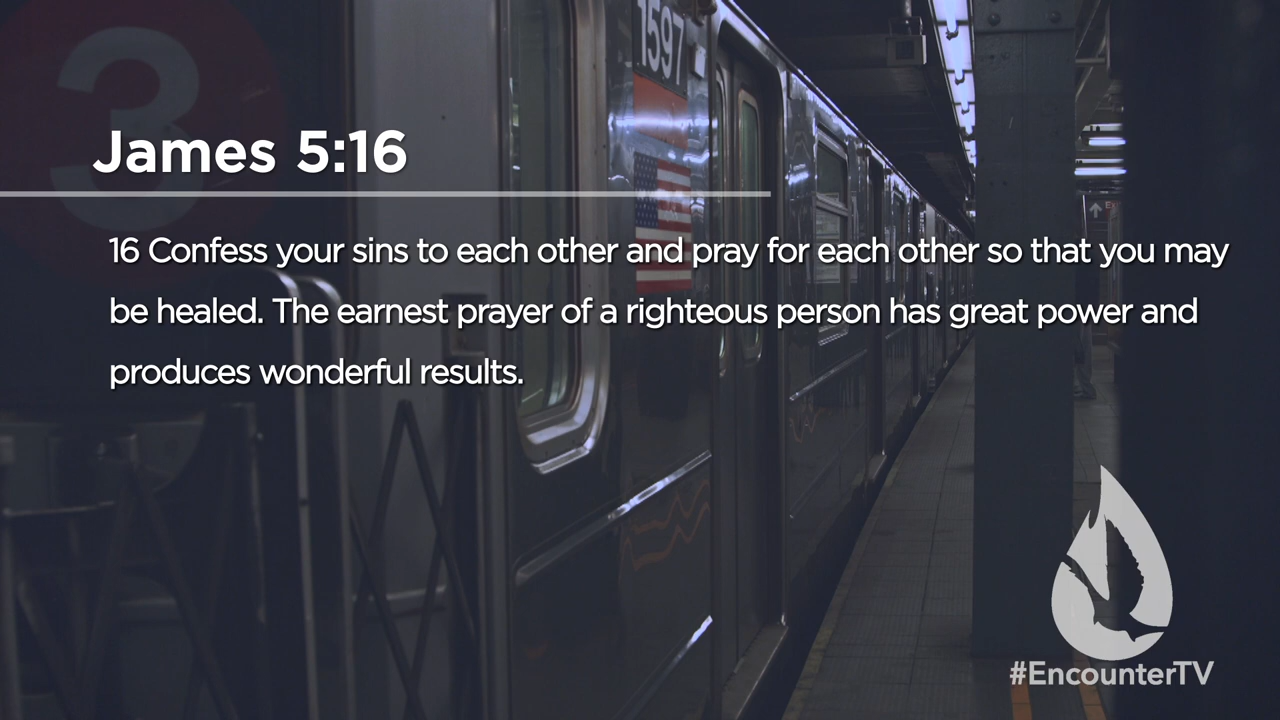 3
1597
James 5:16
16 Confess your sins to each other and pray for each other so that you may
be healed. The earnest prayer of a righteous person has great power and
produces wonderful results.
#EncounterTV